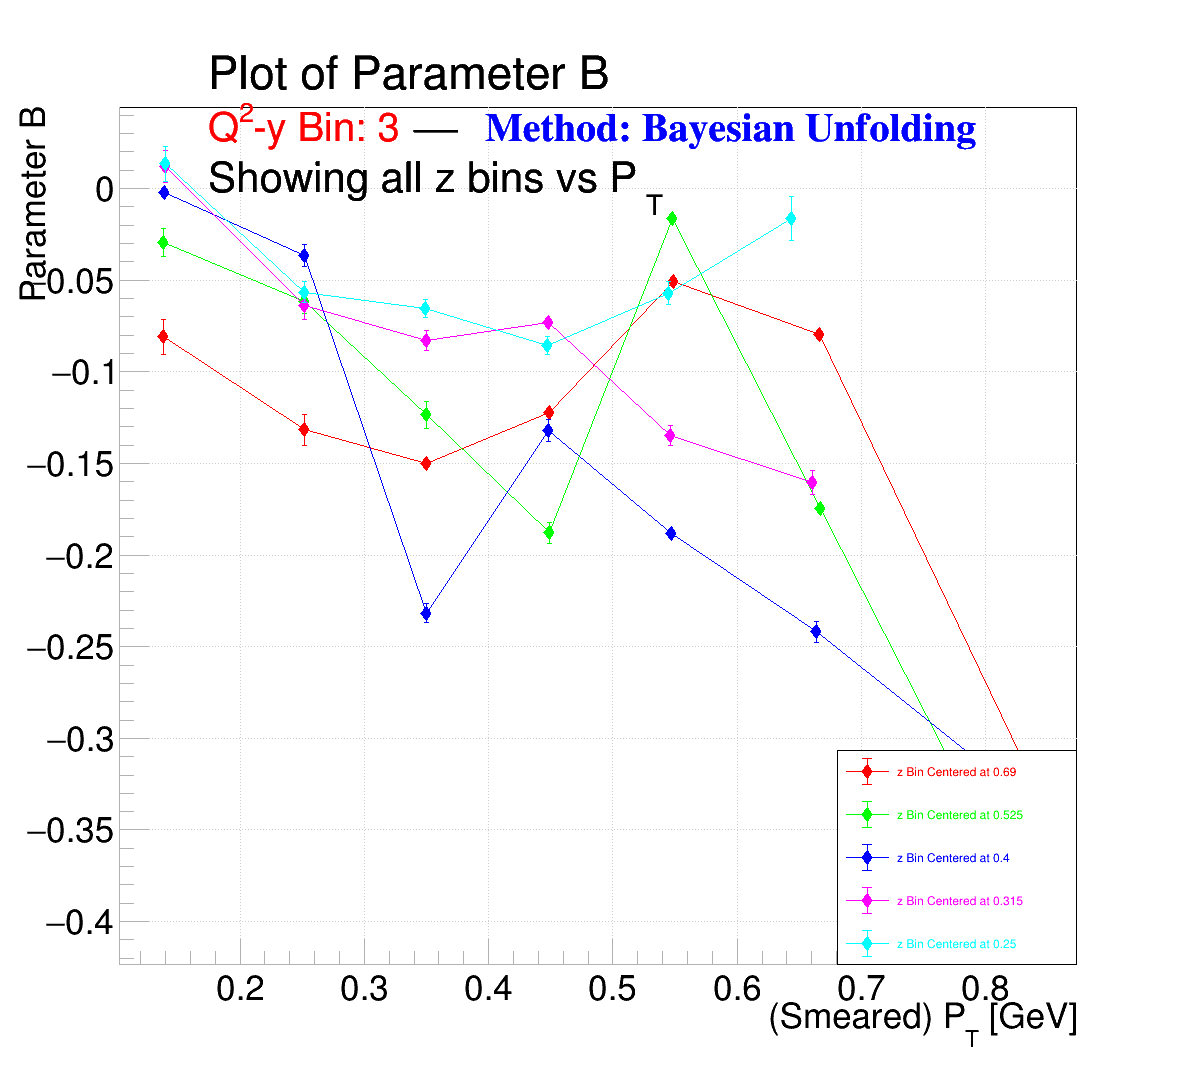 Plot of Parameter B
Q²-y Bin: 3 — Method: Bayesian Unfolding
Showing all z bins vs P_T
Parameter B
0
0.05
−0.1
−0.15
−0.2
−0.25
−0.3
−0.35
−0.4
z Bin Centered at 0.69
z Bin Centered at 0.525
z Bin Centered at 0.4
z Bin Centered at 0.315
z Bin Centered at 0.25
0.2 0.3 0.4 0.5 0.6 0.7 0.8
(Smeared) P_T [GeV]